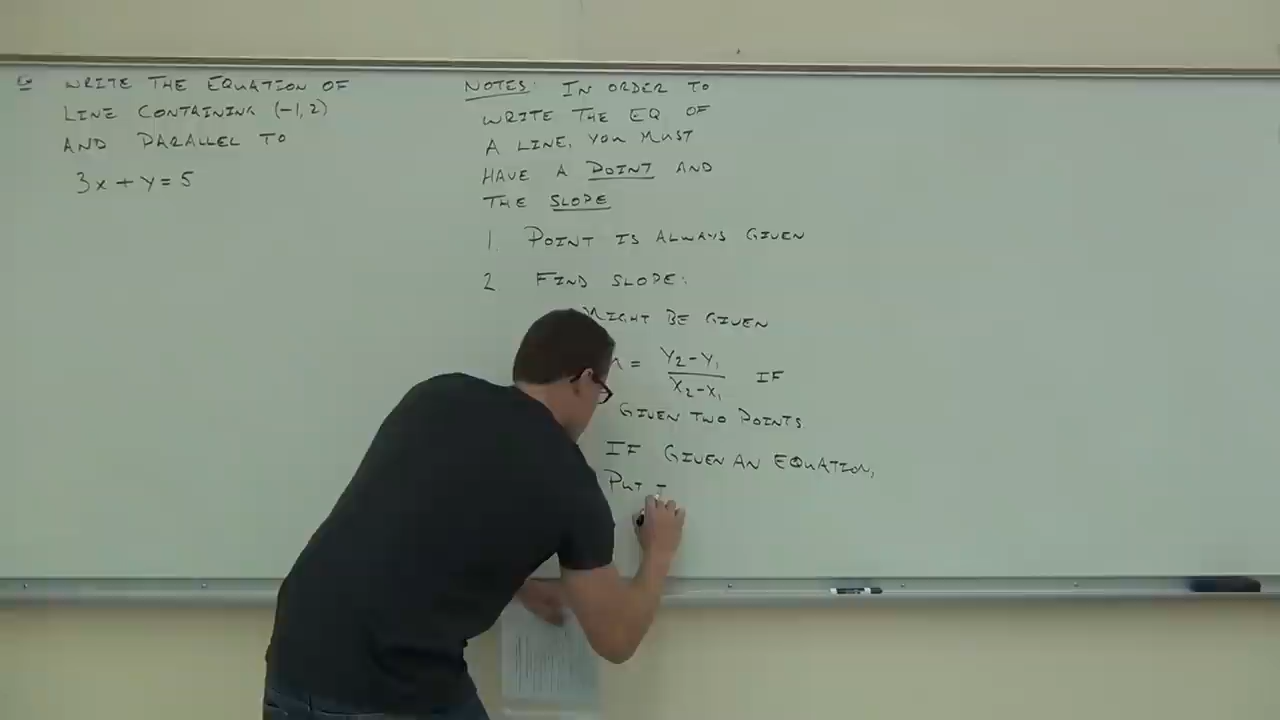 Ex WRITE THE EQUATION OF
LINE CONTAINING (-1,2)
AND PARALLEL TO
3x + y = 5
NOTES: IN ORDER TO
WRITE THE EQ OF
A LINE, YOU MUST
HAVE A POINT AND
THE SLOPE
1. POINT IS ALWAYS GIVEN
2 FIND SLOPE:
MIGHT BE GIVEN
m = y₂-y₁ / x₂-x₁ IF
GIVEN TWO POINTS
IF GIVEN AN EQUATION,
PUT